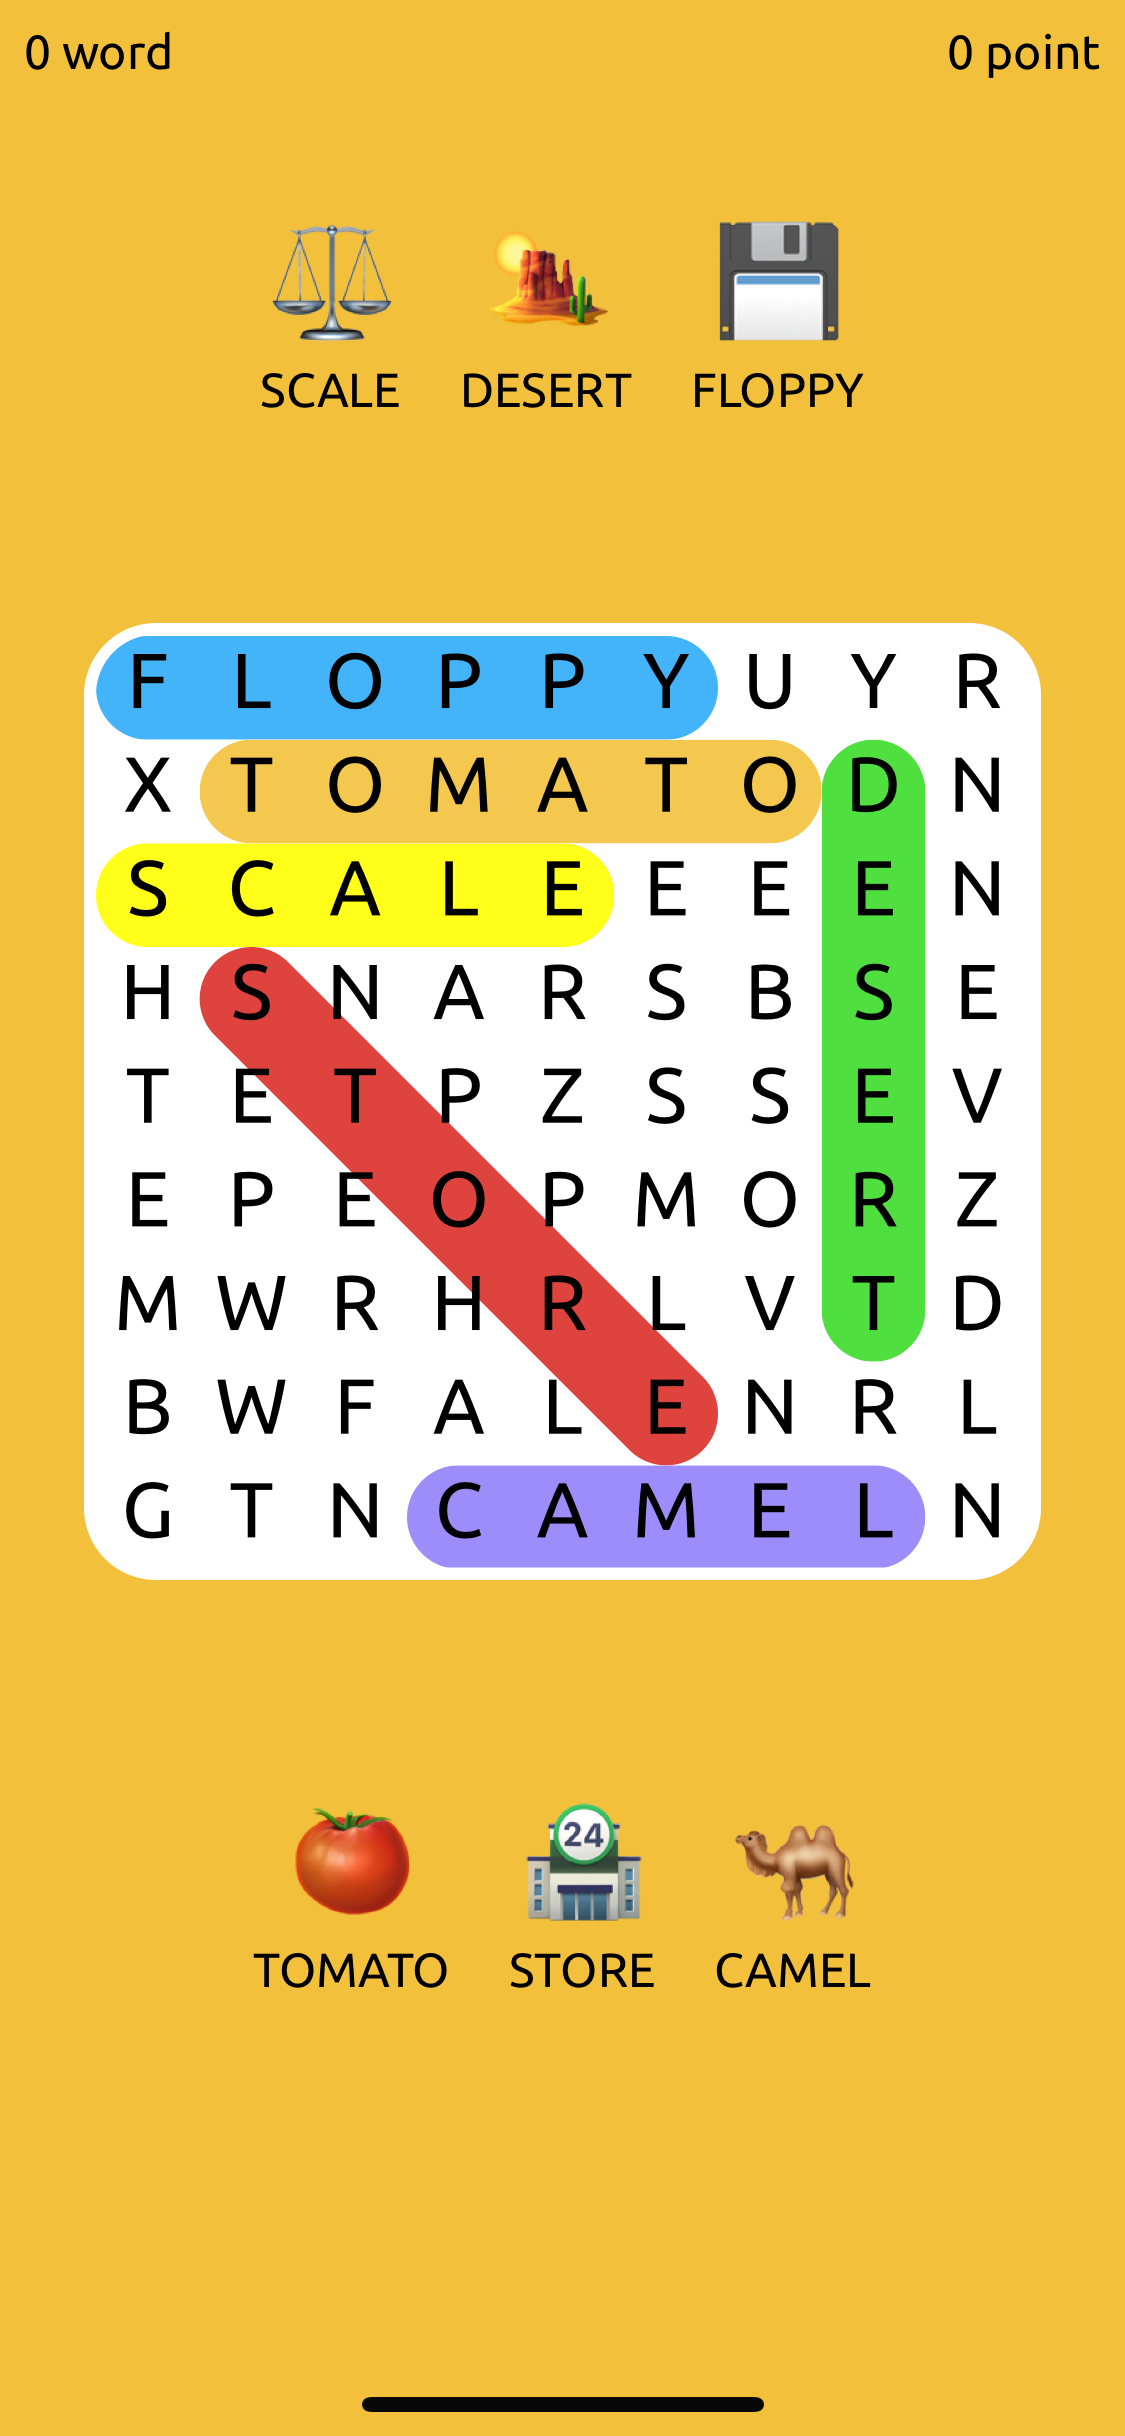 0 word 0 point
SCALE DESERT FLOPPY
F L O P P Y U Y R
X T O M A T O D N
S C A L E E E E N
H S N A R S B S E
T E T P Z S S E V
E P E O P M O R Z
M W R H R L V T D
B W F A L E N R L
G T N C A M E L N
24
TOMATO STORE CAMEL